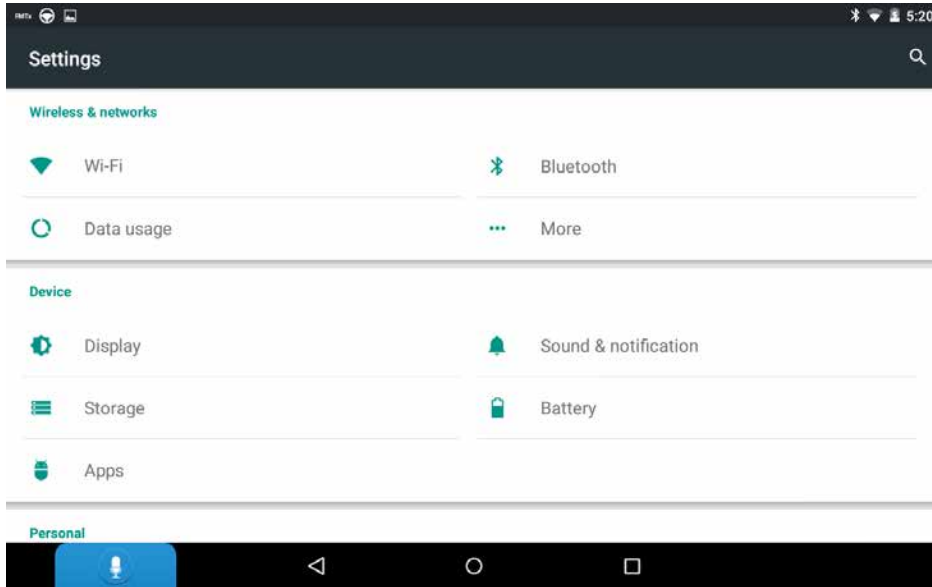 FMTx 5:20
Settings
Wireless & networks
Wi-Fi Bluetooth
Data usage More
Device
Display Sound & notification
Storage Battery
Apps
Personal